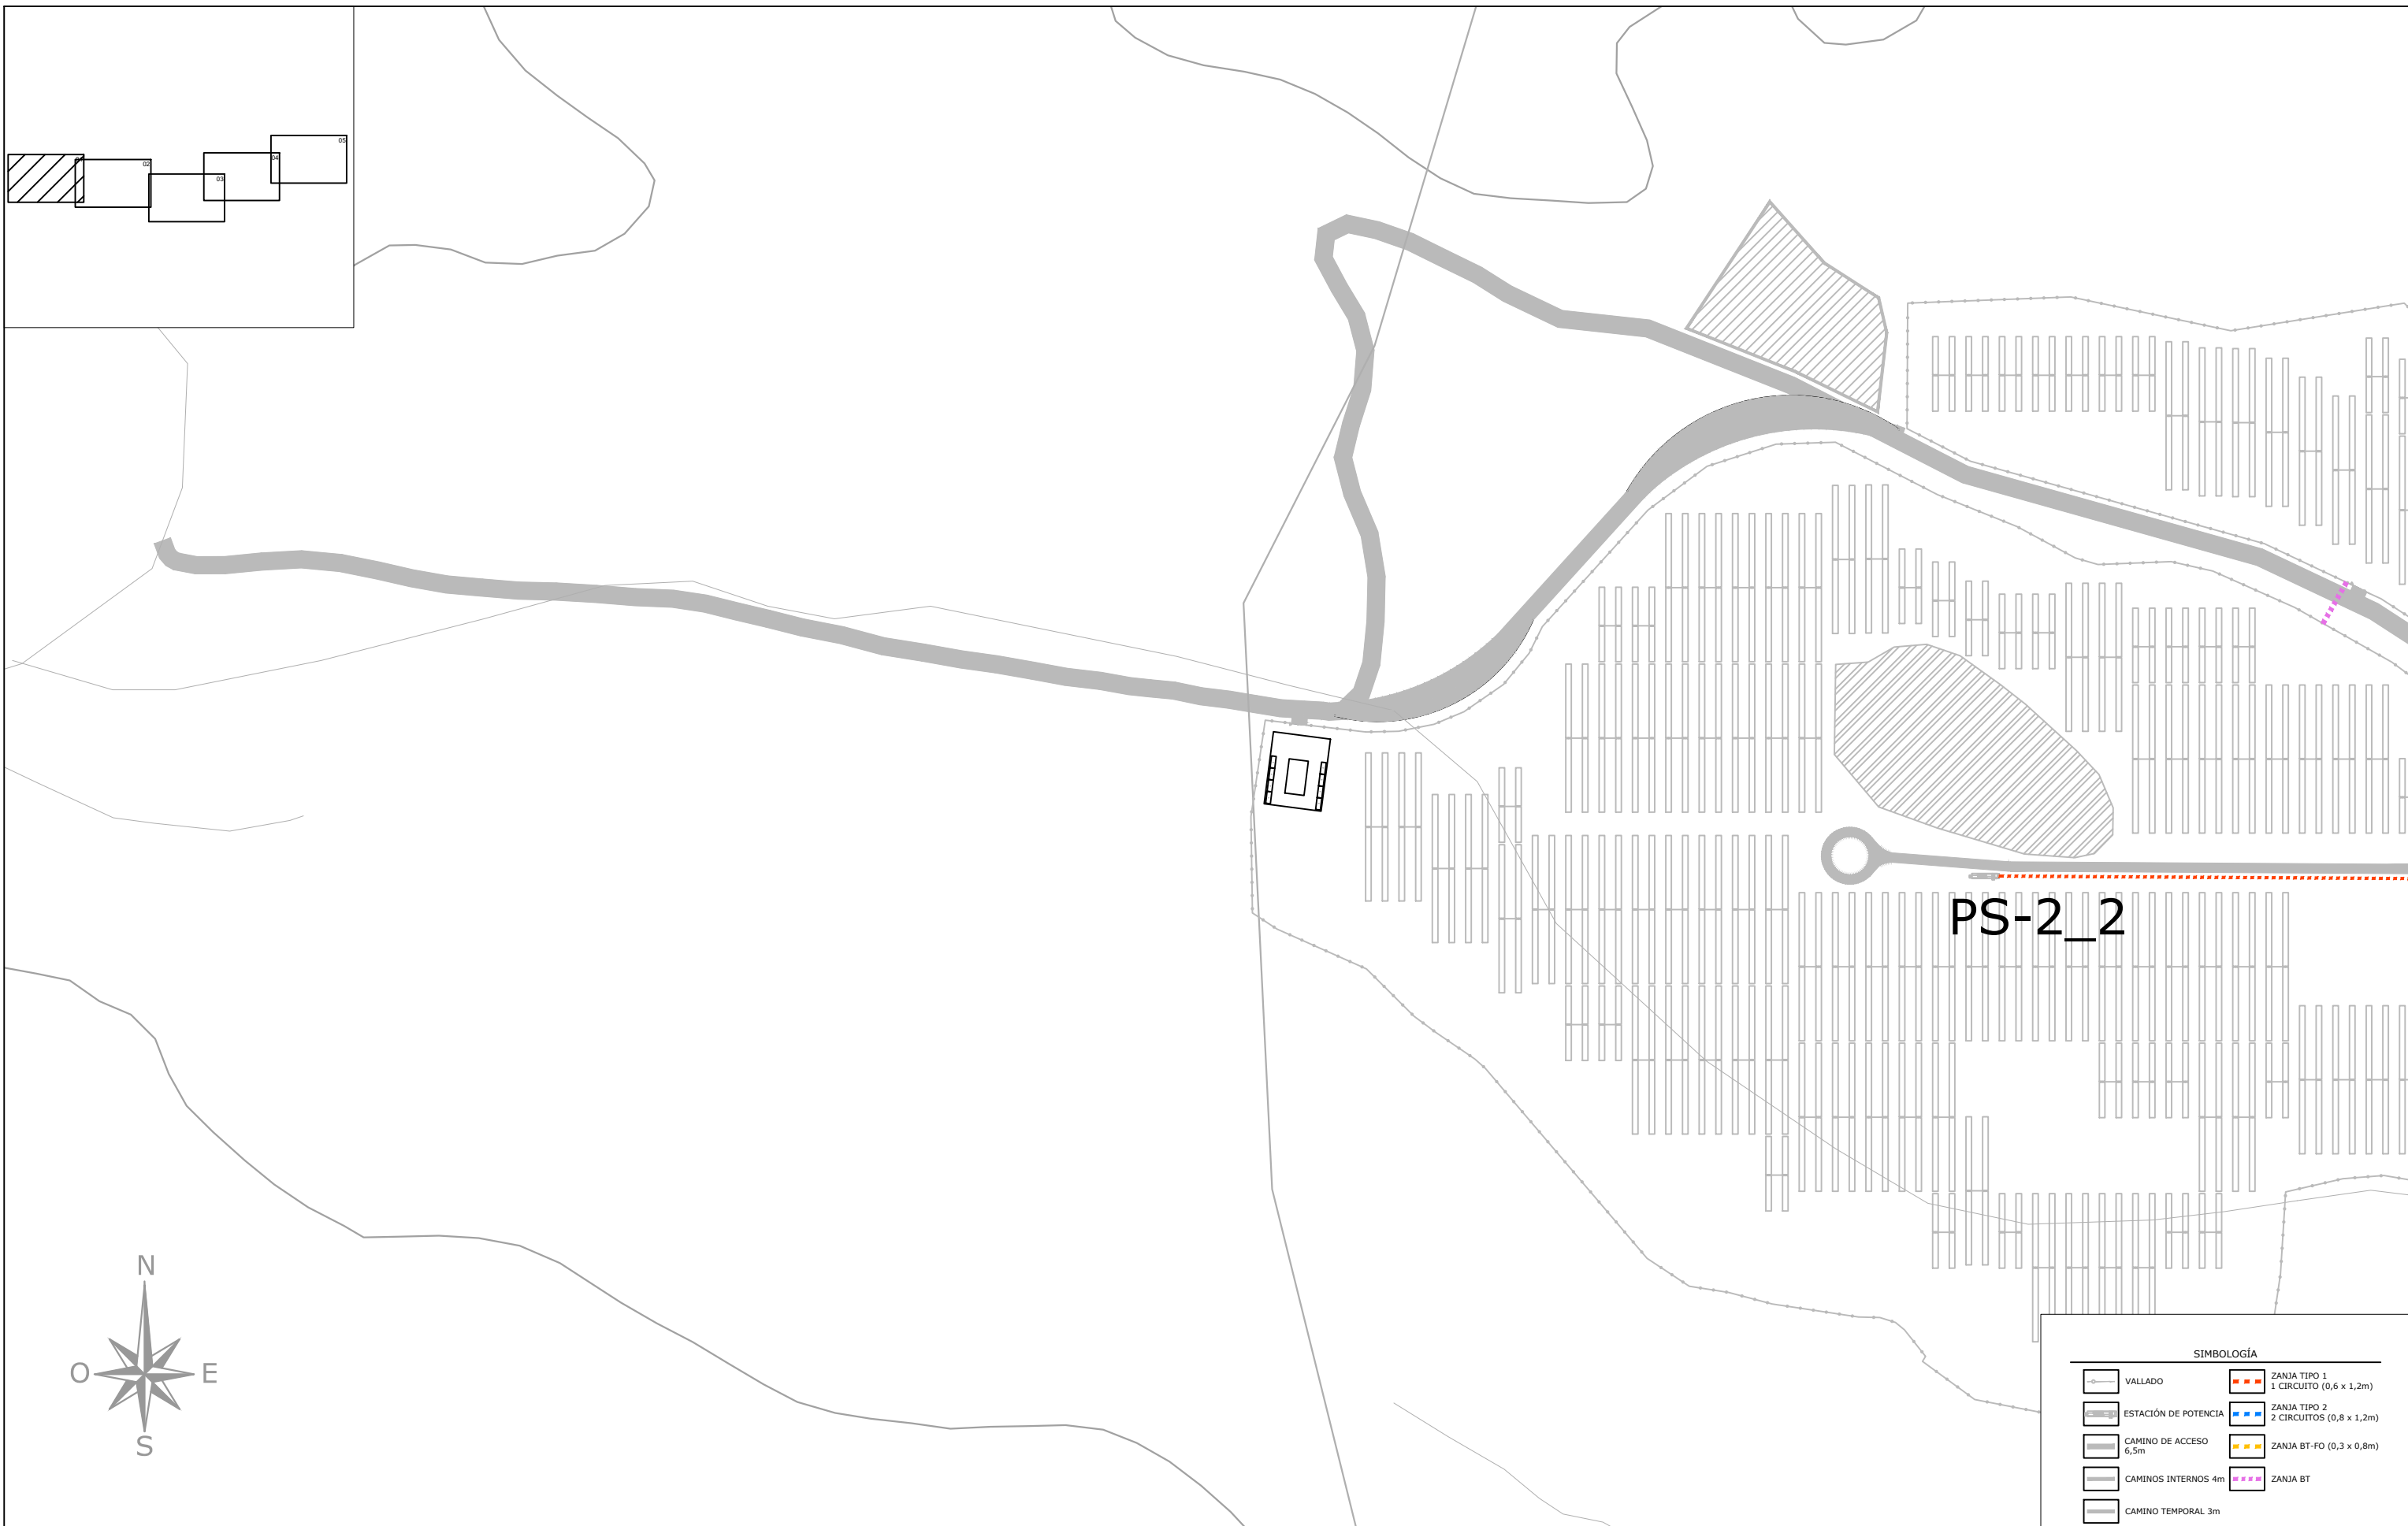 05
02
04
03
PS-2_2
N
O
E
S
SIMBOLOGÍA
VALLADO
ZANJA TIPO 1
1 CIRCUITO (0,6 x 1,2m)
ESTACIÓN DE POTENCIA
ZANJA TIPO 2
2 CIRCUITOS (0,8 x 1,2m)
CAMINO DE ACCESO
6,5m
ZANJA BT-FO (0,3 x 0,8m)
CAMINOS INTERNOS 4m
ZANJA BT
CAMINO TEMPORAL 3m